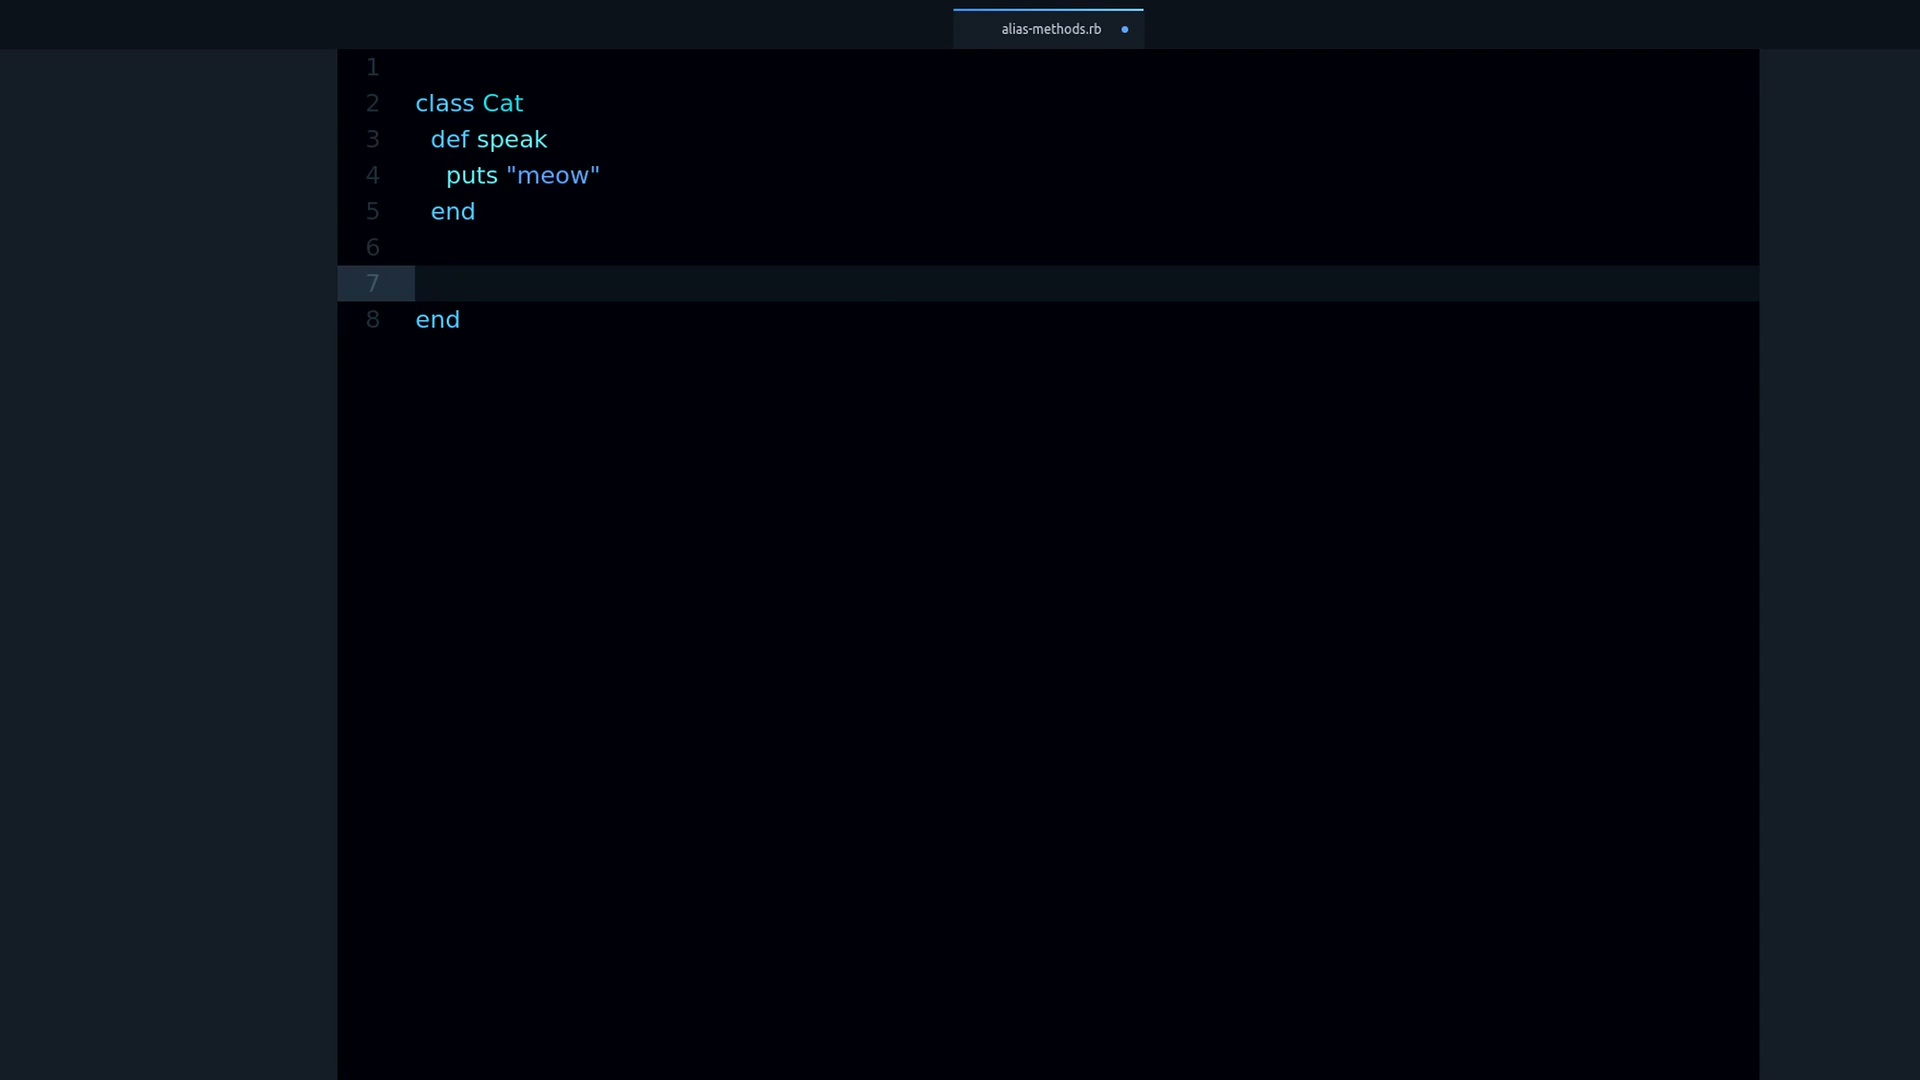 alias-methods.rb
1
2 class Cat
3 def speak
4 puts "meow"
5 end
6
7
8 end